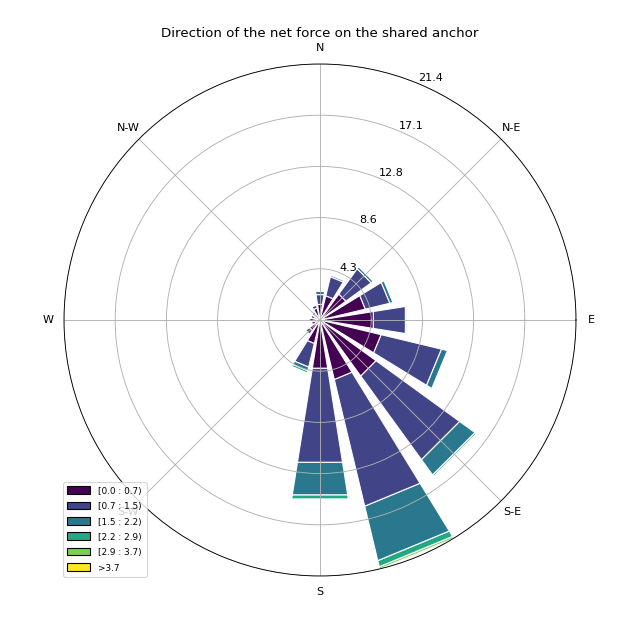 Direction of the net force on the shared anchor
N
21.4
N-W
N-E
17.1
12.8
8.6
4.3
W
E
[0.0 : 0.7)
[0.7 : 1.5)
S-W
S-E
[1.5 : 2.2)
[2.2 : 2.9)
[2.9 : 3.7)
>3.7
S